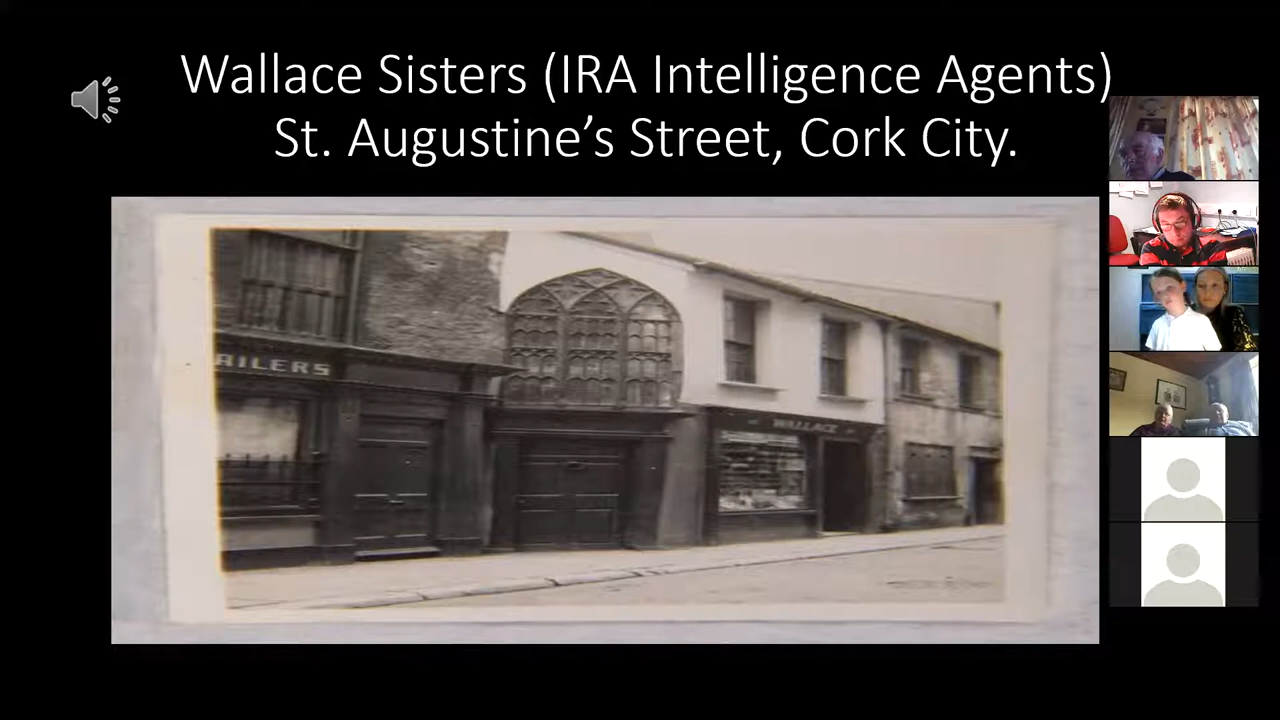 Wallace Sisters (IRA Intelligence Agents)
St. Augustine’s Street, Cork City.
AILERS
WALLACE